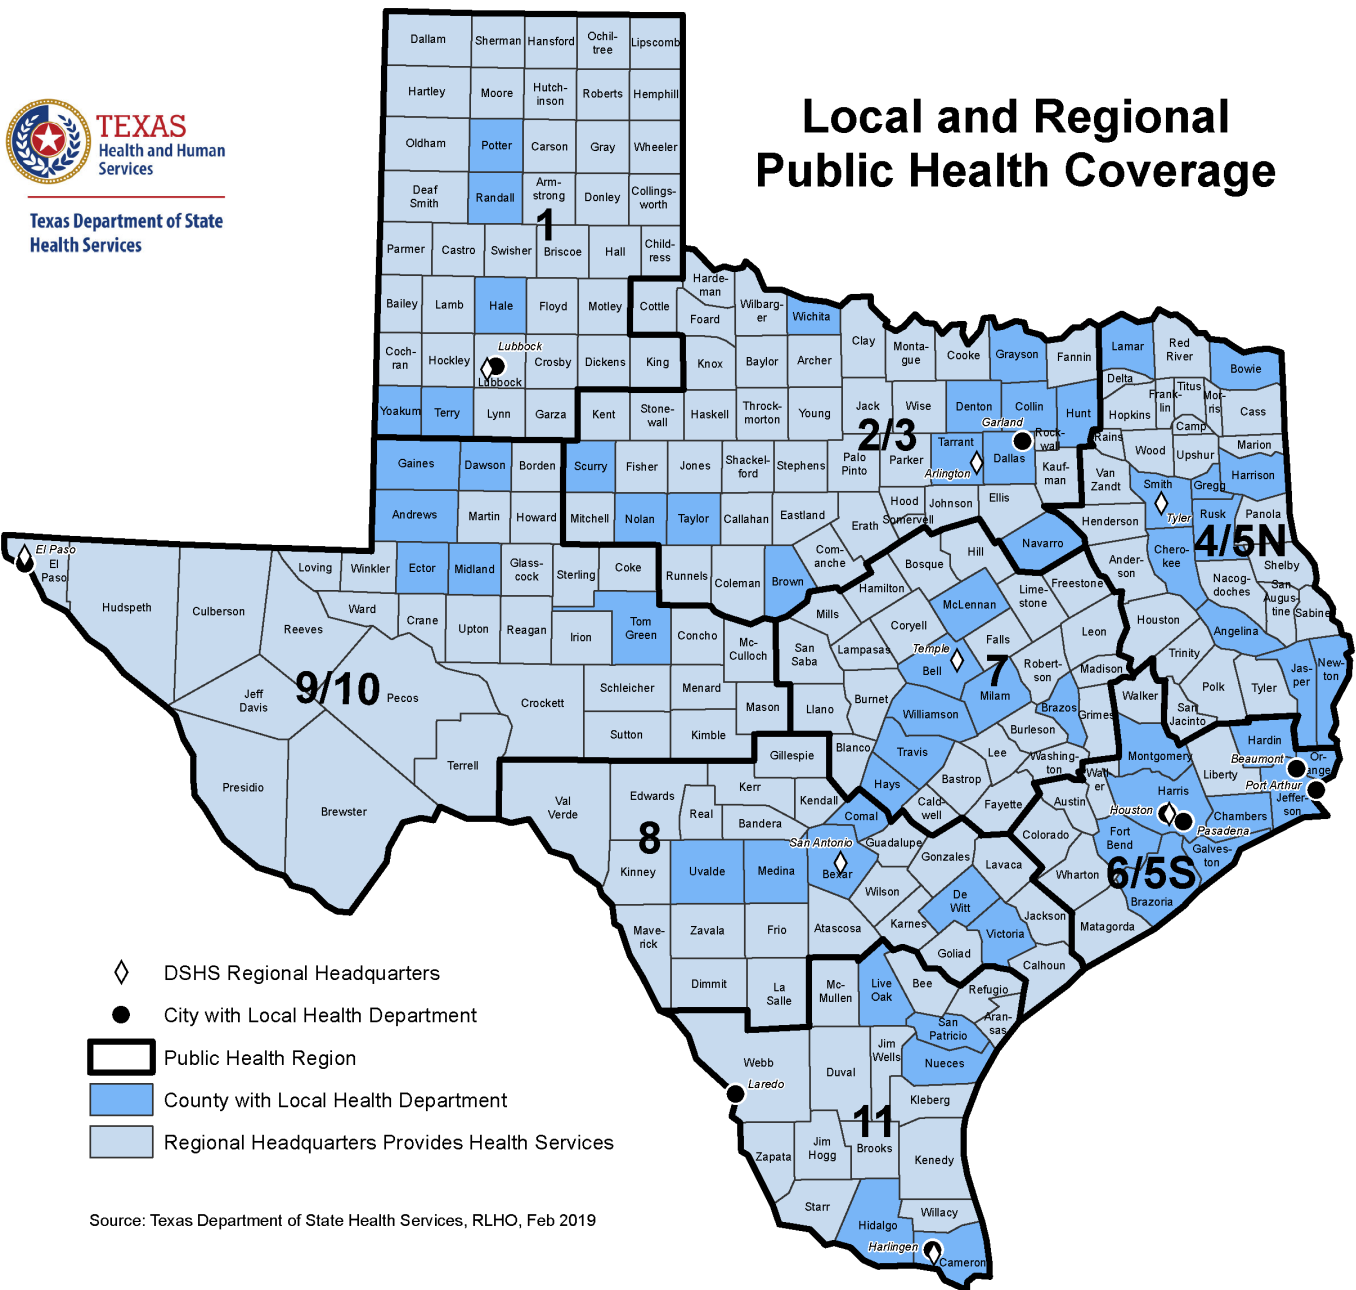 Local and Regional
Public Health Coverage
TEXAS
Health and Human
Services
Texas Department of State
Health Services
Dallam
Sherman
Hansford
Ochil-
tree
Lipscomb
Hartley
Moore
Hutch-
inson
Roberts
Hemphill
Oldham
Potter
Carson
Gray
Wheeler
Deaf
Smith
Randall
Arm-
strong
Donley
Collings-
worth
1
Parmer
Castro
Swisher
Briscoe
Hall
Child-
ress
Bailey
Lamb
Hale
Floyd
Motley
Cottle
Harde-
man
Foard
Wilbarg-
er
Wichita
Clay
Monta-
gue
Cooke
Grayson
Fannin
Lamar
Red
River
Bowie
Coch-
ran
Hockley
Lubbock
Lubbock
Crosby
Dickens
King
Knox
Baylor
Archer
Delta
Titus
Frank-
lin
Mor-
ris
Cass
Yoakum
Terry
Lynn
Garza
Kent
Stone-
wall
Haskell
Throck-
morton
Young
Jack
Wise
Denton
Collin
Hunt
Hopkins
Camp
Garland
2/3
Rock-
wall
Rains
Wood
Upshur
Marion
Gaines
Dawson
Borden
Scurry
Fisher
Jones
Shackel-
ford
Stephens
Palo
Pinto
Parker
Tarrant
Arlington
Dallas
Kauf-
man
Van
Zandt
Smith
Gregg
Harrison
Andrews
Martin
Howard
Mitchell
Nolan
Taylor
Callahan
Eastland
Erath
Hood
Somervell
Johnson
Ellis
Henderson
Tyler
Rusk
Panola
4/5N
El Paso
El
Paso
Hudspeth
Culberson
Loving
Winkler
Ector
Midland
Glass-
cock
Sterling
Coke
Runnels
Coleman
Brown
Com-
anche
Hamilton
Bosque
Hill
Navarro
Freestone
Ander-
son
Chero-
kee
Nacog-
doches
Shelby
San
Augus-
tine
Sabine
Reeves
Ward
Crane
Upton
Reagan
Irion
Tom
Green
Concho
Mc-
Culloch
San
Saba
Mills
Lampasas
Coryell
McLennan
Lime-
stone
Falls
Leon
Houston
Angelina
Trinity
Temple
Bell
7
Robert-
son
Madison
Polk
Tyler
Jas-
per
New-
ton
Jeff
Davis
9/10
Pecos
Crockett
Schleicher
Menard
Mason
Llano
Burnet
Williamson
Milam
Brazos
Grimes
Walker
San
Jacinto
Sutton
Kimble
Gillespie
Blanco
Travis
Hays
Burleson
Lee
Washing-
ton
Bastrop
Wall
er
Montgomery
Liberty
Hardin
Beaumont
Or-
ange
Port Arthur
Jeffer-
son
Presidio
Brewster
Terrell
Val
Verde
Edwards
Real
Kerr
Bandera
Kendall
Comal
Cald-
well
Fayette
Austin
Colorado
Harris
Houston
Pasadena
Chambers
Fort
Bend
Galves-
ton
6/5S
8
San Antonio
Bexar
Guadalupe
Gonzales
Lavaca
Wharton
Brazoria
Kinney
Uvalde
Medina
Wilson
De
Witt
Jackson
Matagorda
Mave-
rick
Zavala
Frio
Atascosa
Karnes
Victoria
Goliad
Calhoun
Dimmit
La
Salle
Mc-
Mullen
Live
Oak
Bee
Refugio
Aran-
sas
San
Patricio
Webb
Laredo
Duval
Jim
Wells
Nueces
Kleberg
11
Zapata
Jim
Hogg
Brooks
Kenedy
Starr
Hidalgo
Willacy
Harlingen
Cameron
DSHS Regional Headquarters
City with Local Health Department
Public Health Region
County with Local Health Department
Regional Headquarters Provides Health Services
Source: Texas Department of State Health Services, RLHO, Feb 2019